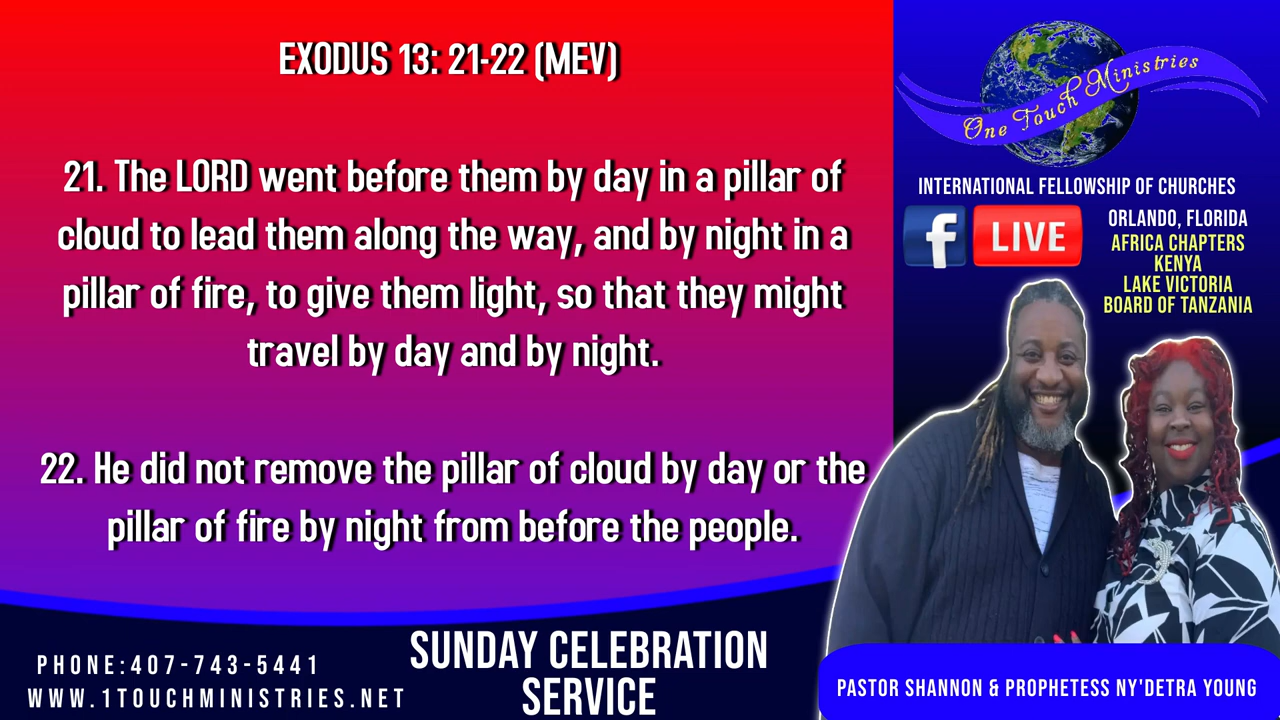 EXODUS 13: 21-22 (MEV)
21. The LORD went before them by day in a pillar of
cloud to lead them along the way, and by night in a
pillar of fire, to give them light, so that they might
travel by day and by night.
22. He did not remove the pillar of cloud by day or the
pillar of fire by night from before the people.
PHONE:407-743-5441
WWW.1TOUCHMINISTRIES.NET
SUNDAY CELEBRATION
SERVICE
One Touch Ministries
INTERNATIONAL FELLOWSHIP OF CHURCHES
f LIVE
ORLANDO, FLORIDA
AFRICA CHAPTERS
KENYA
LAKE VICTORIA
BOARD OF TANZANIA
PASTOR SHANNON & PROPHETESS NY'DETRA YOUNG